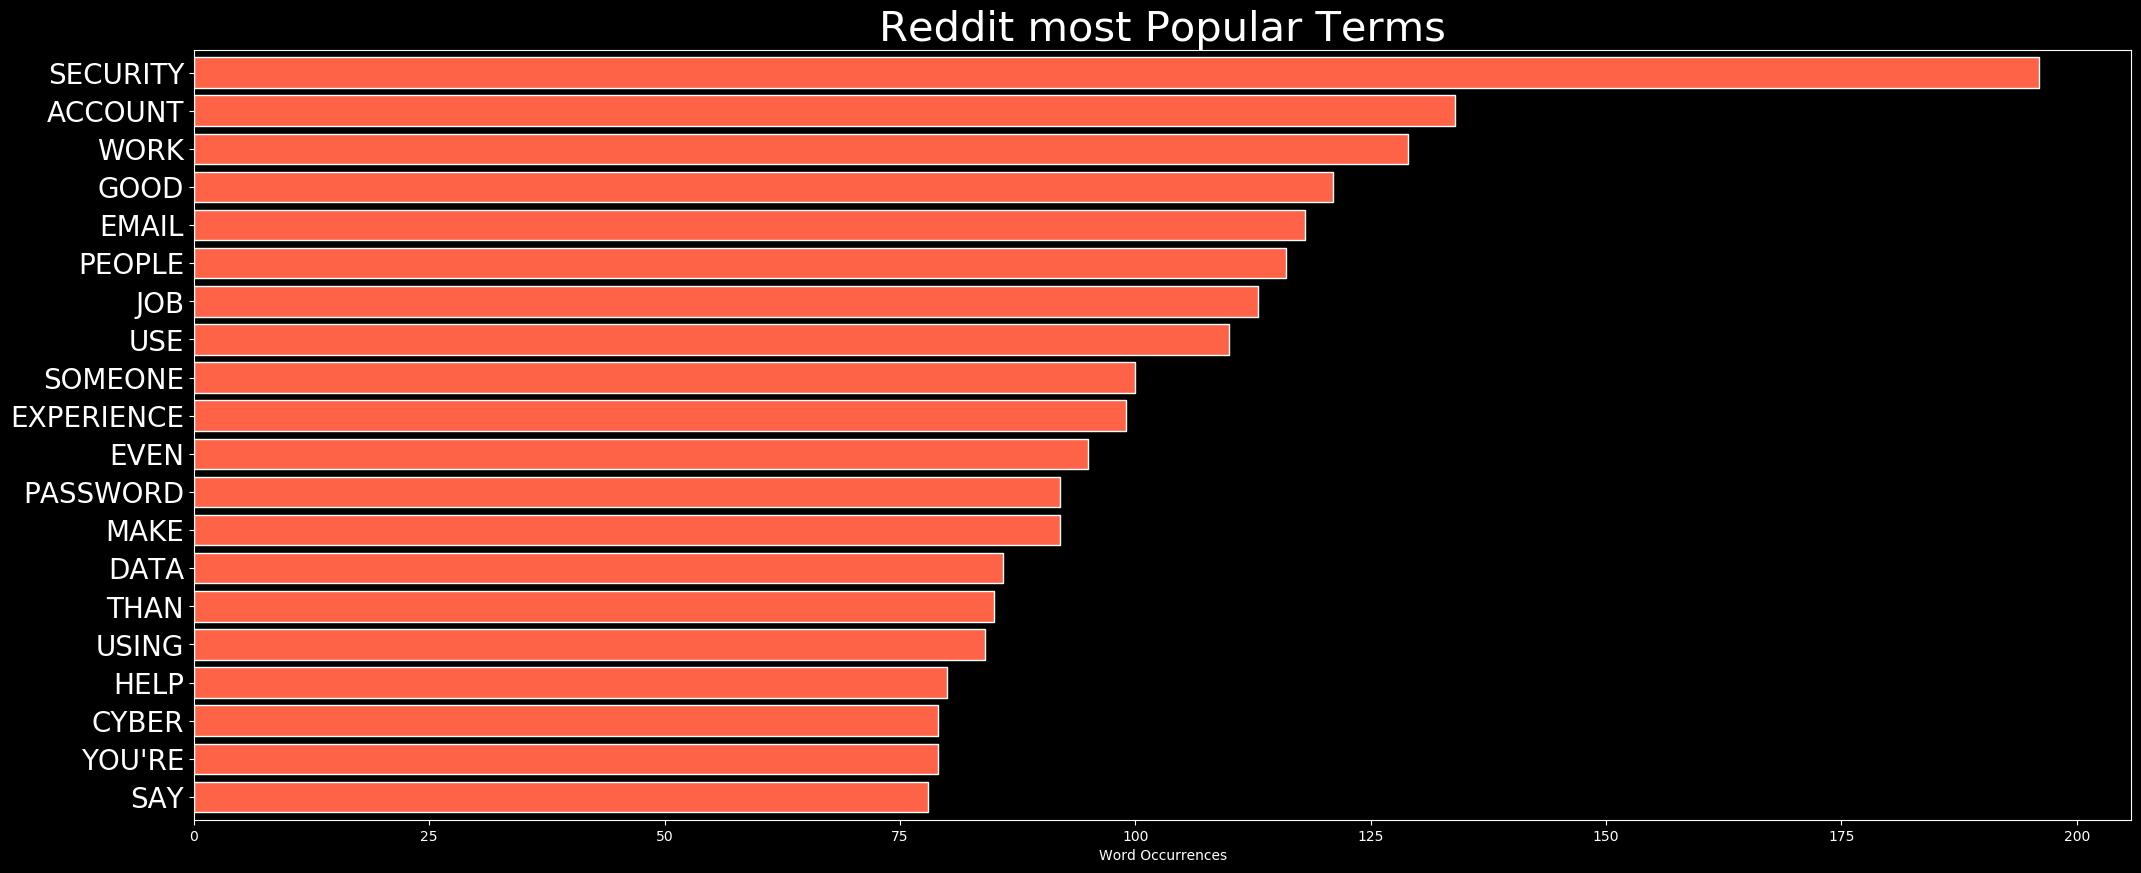 Reddit most Popular Terms
SECURITY
ACCOUNT
WORK
GOOD
EMAIL
PEOPLE
JOB
USE
SOMEONE
EXPERIENCE
EVEN
PASSWORD
MAKE
DATA
THAN
USING
HELP
CYBER
YOU'RE
SAY
0 25 50 75 100 125 150 175 200
Word Occurrences